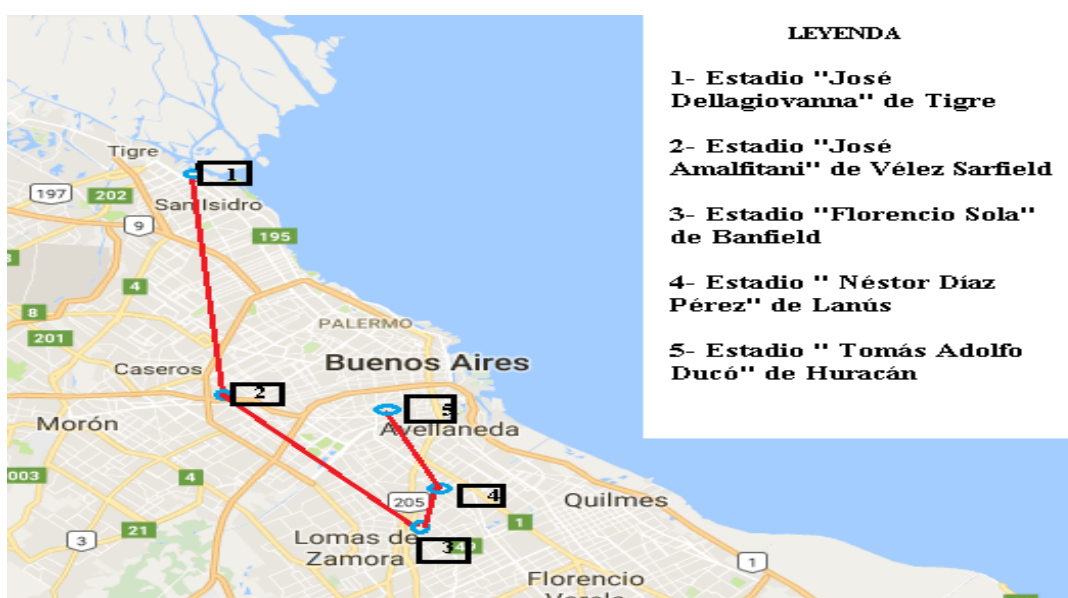 LEYENDA
1- Estadio "José
Dellagiovanna" de Tigre
2- Estadio "José
Amalfitani" de Vélez Sarfield
3- Estadio "Florencio Sola"
de Banfield
4- Estadio " Néstor Díaz
Pérez" de Lanús
5- Estadio " Tomás Adolfo
Ducó" de Huracán
Tigre
1
197
202
San Isidro
9
195
4
8
201
PALERMO
Caseros
Buenos Aires
2
5
Morón
Avellaneda
003
4
205
4
Quilmes
21
1
3
Lomas de
3
Zamora
1
Florencio
Varela